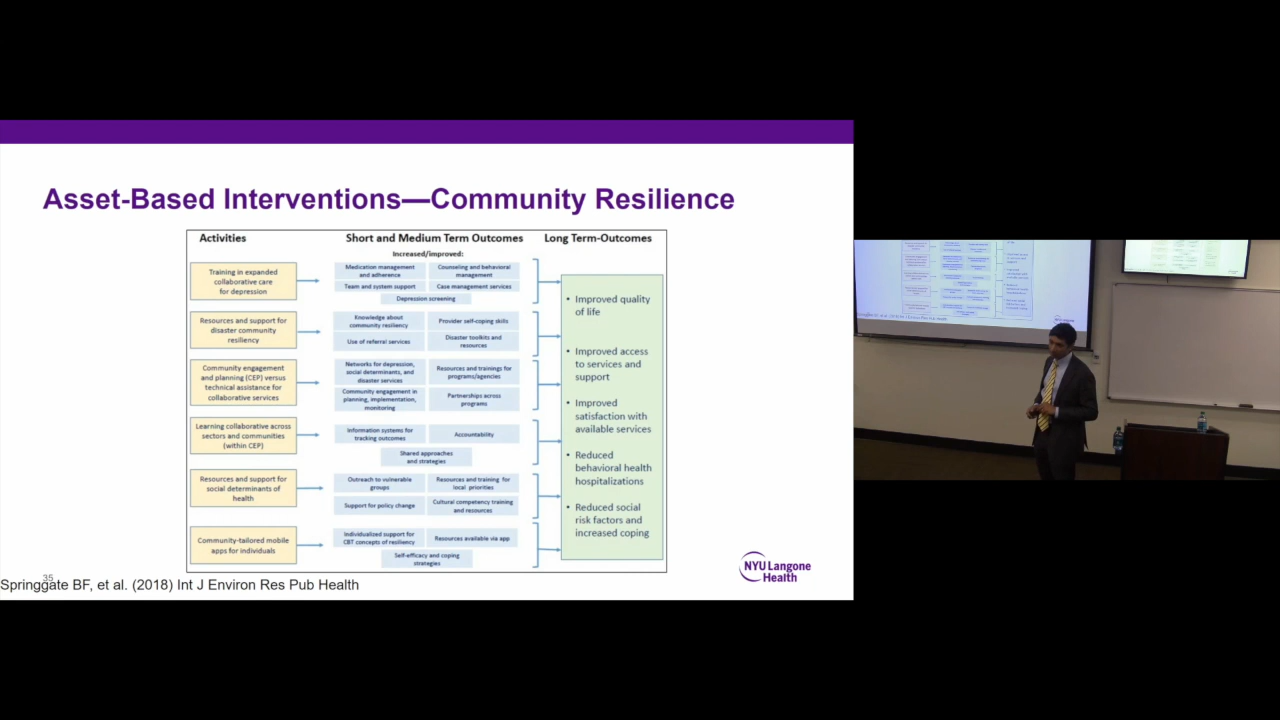 Asset-Based Interventions—Community Resilience
Activities
Short and Medium Term Outcomes
Long Term-Outcomes
Increased/improved:
Training in expanded
collaborative care
for depression
Medication management
and adherence
Counseling and behavioral
management
Team and system support
Case management services
Depression screening
Resources and support for
disaster community
resiliency
Knowledge about
community resiliency
Provider self-coping skills
Use of referral services
Disaster toolkits and
resources
Community engagement
and planning (CEP) versus
technical assistance for
collaborative services
Networks for depression,
social determinants, and
disaster services
Resources and trainings for
programs/agencies
Community engagement in
planning, implementation,
monitoring
Partnerships across
programs
Learning collaborative across
sectors and communities
(within CEP)
Information systems for
tracking outcomes
Accountability
Shared approaches
and strategies
Resources and support for
social determinants of
health
Outreach to vulnerable
groups
Resources and training for
local priorities
Support for policy change
Cultural competency training
and resources
Community-tailored mobile
apps for individuals
Individualized support for
CBT concepts of resiliency
Resources available via app
Self-efficacy and coping
strategies
• Improved quality
of life
• Improved access
to services and
support
• Improved
satisfaction with
available services
• Reduced
behavioral health
hospitalizations
• Reduced social
risk factors and
increased coping
35
Springgate BF, et al. (2018) Int J Environ Res Pub Health
NYU Langone
Health